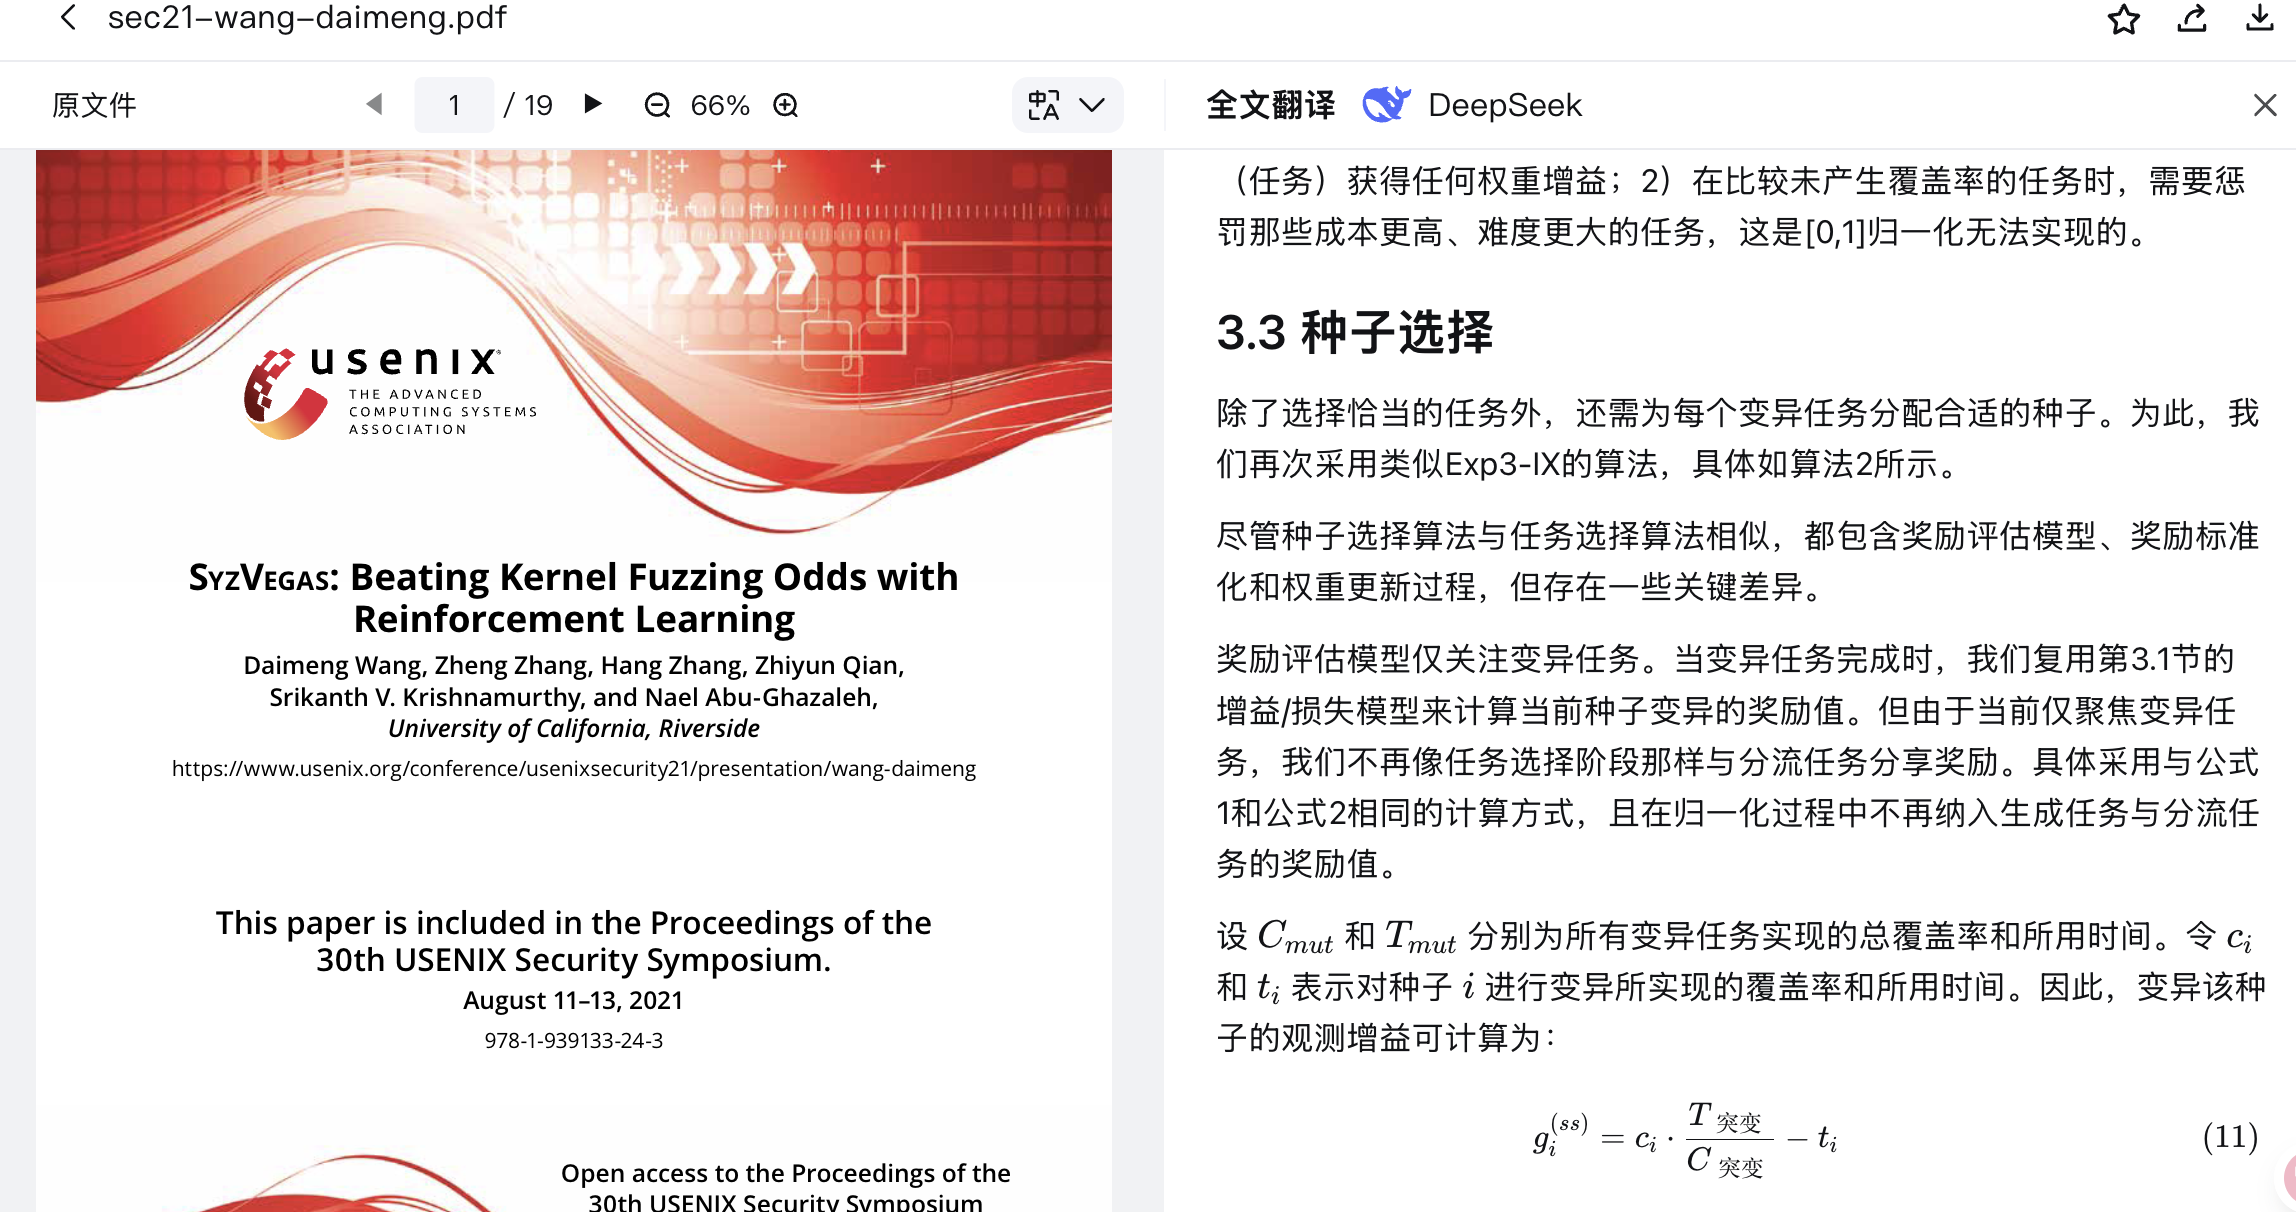 sec21-wang-daimeng.pdf
原文件
1 / 19
66%
全文翻译 DeepSeek
usenix
THE ADVANCED
COMPUTING SYSTEMS
ASSOCIATION
SYZVEGAS: Beating Kernel Fuzzing Odds with
Reinforcement Learning
Daimeng Wang, Zheng Zhang, Hang Zhang, Zhiyun Qian,
Srikanth V. Krishnamurthy, and Nael Abu-Ghazaleh,
University of California, Riverside
https://www.usenix.org/conference/usenixsecurity21/presentation/wang-daimeng
This paper is included in the Proceedings of the
30th USENIX Security Symposium.
August 11–13, 2021
978-1-939133-24-3
Open access to the Proceedings of the
30th USENIX Security Symposium
（任务）获得任何权重增益；2）在比较未产生覆盖率的任务时，需要惩
罚那些成本更高、难度更大的任务，这是[0,1]归一化无法实现的。
3.3 种子选择
除了选择恰当的任务外，还需为每个变异任务分配合适的种子。为此，我
们再次采用类似Exp3-IX的算法，具体如算法2所示。
尽管种子选择算法与任务选择算法相似，都包含奖励评估模型、奖励标准
化和权重更新过程，但存在一些关键差异。
奖励评估模型仅关注变异任务。当变异任务完成时，我们复用第3.1节的
增益/损失模型来计算当前种子变异的奖励值。但由于当前仅聚焦变异任
务，我们不再像任务选择阶段那样与分流任务分享奖励。具体采用与公式
1和公式2相同的计算方式，且在归一化过程中不再纳入生成任务与分流任
务的奖励值。
设 C_mut 和 T_mut 分别为所有变异任务实现的总覆盖率和所用时间。令 c_i
和 t_i 表示对种子 i 进行变异所实现的覆盖率和所用时间。因此，变异该种
子的观测增益可计算为：
g_i^(ss) = c_i · T 突变 / C 突变 − t_i (11)